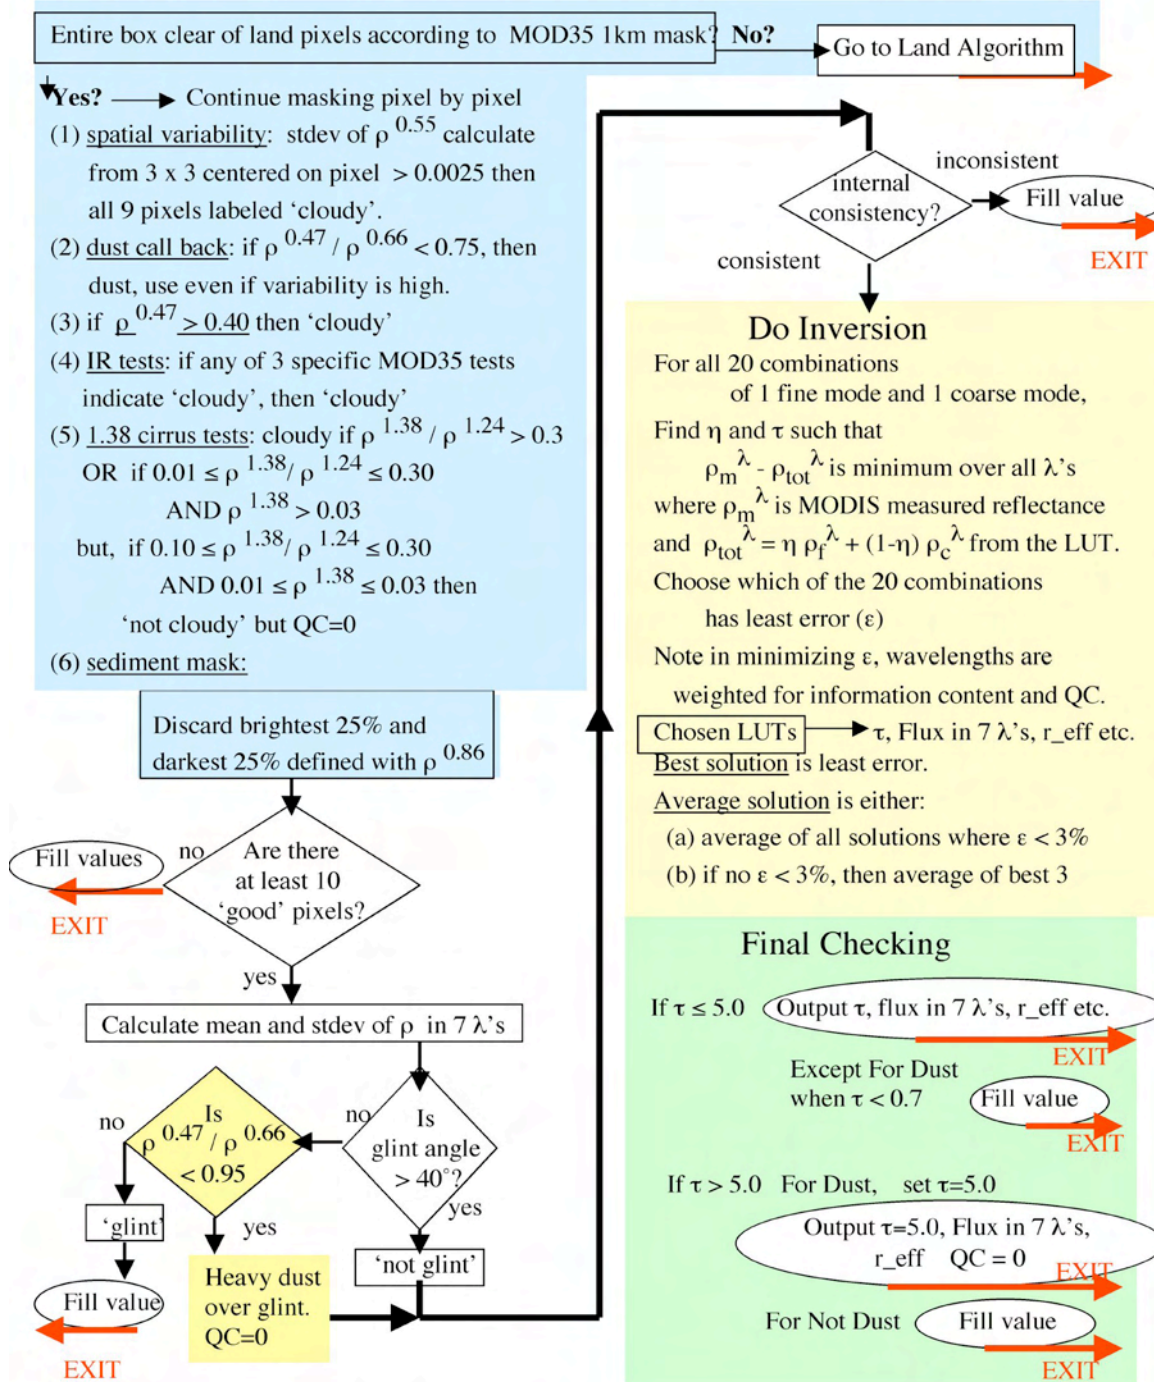 Entire box clear of land pixels according to MOD35 1km mask? No?
Go to Land Algorithm
Yes? Continue masking pixel by pixel
(1) spatial variability: stdev of ρ^0.55 calculate
from 3 x 3 centered on pixel > 0.0025 then
all 9 pixels labeled ‘cloudy’.
(2) dust call back: if ρ^0.47 / ρ^0.66 < 0.75, then
dust, use even if variability is high.
(3) if ρ^0.47 > 0.40 then ‘cloudy’
(4) IR tests: if any of 3 specific MOD35 tests
indicate ‘cloudy’, then ‘cloudy’
(5) 1.38 cirrus tests: cloudy if ρ^1.38 / ρ^1.24 > 0.3
OR if 0.01 ≤ ρ^1.38/ ρ^1.24 ≤ 0.30
AND ρ^1.38 > 0.03
but, if 0.10 ≤ ρ^1.38/ ρ^1.24 ≤ 0.30
AND 0.01 ≤ ρ^1.38 ≤ 0.03 then
‘not cloudy’ but QC=0
(6) sediment mask:
Discard brightest 25% and
darkest 25% defined with ρ^0.86
Are there
at least 10
‘good’ pixels?
no
Fill values
EXIT
yes
Calculate mean and stdev of ρ in 7 λ’s
Is
glint angle
> 40°?
no
Is
ρ^0.47 / ρ^0.66
< 0.95
no
‘glint’
Fill value
EXIT
yes
Heavy dust
over glint.
QC=0
yes
‘not glint’
internal
consistency?
inconsistent
Fill value
EXIT
consistent
Do Inversion
For all 20 combinations
of 1 fine mode and 1 coarse mode,
Find η and τ such that
ρ_m^λ - ρ_tot^λ is minimum over all λ’s
where ρ_m^λ is MODIS measured reflectance
and ρ_tot^λ = η ρ_f^λ + (1-η) ρ_c^λ from the LUT.
Choose which of the 20 combinations
has least error (ε)
Note in minimizing ε, wavelengths are
weighted for information content and QC.
Chosen LUTs τ, Flux in 7 λ’s, r_eff etc.
Best solution is least error.
Average solution is either:
(a) average of all solutions where ε < 3%
(b) if no ε < 3%, then average of best 3
Final Checking
If τ ≤ 5.0 Output τ, flux in 7 λ’s, r_eff etc.
EXIT
Except For Dust
when τ < 0.7
Fill value
EXIT
If τ > 5.0 For Dust, set τ=5.0
Output τ=5.0, Flux in 7 λ’s,
r_eff QC = 0
EXIT
For Not Dust Fill value
EXIT